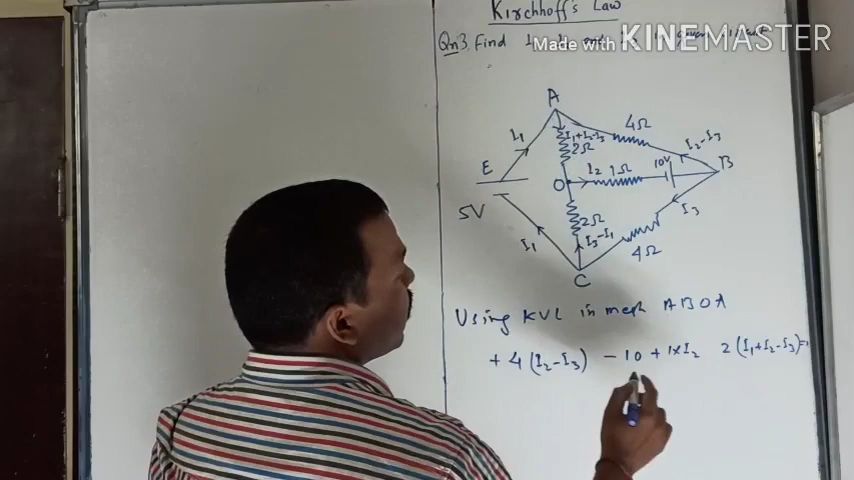 Kirchhoff's Law
Qn3. Find
Made with KINEMASTER
A
I₁
I₁+I₂-I₃
2Ω
4Ω
I₂-I₃
E
O
I₂
1Ω
10V
B
5V
2Ω
I₃
I₁
I₃-I₁
4Ω
C
Using KVL in mesh ABOA
+ 4 (I₂-I₃) - 10 + 1×I₂ 2 (I₁+I₂-I₃)=